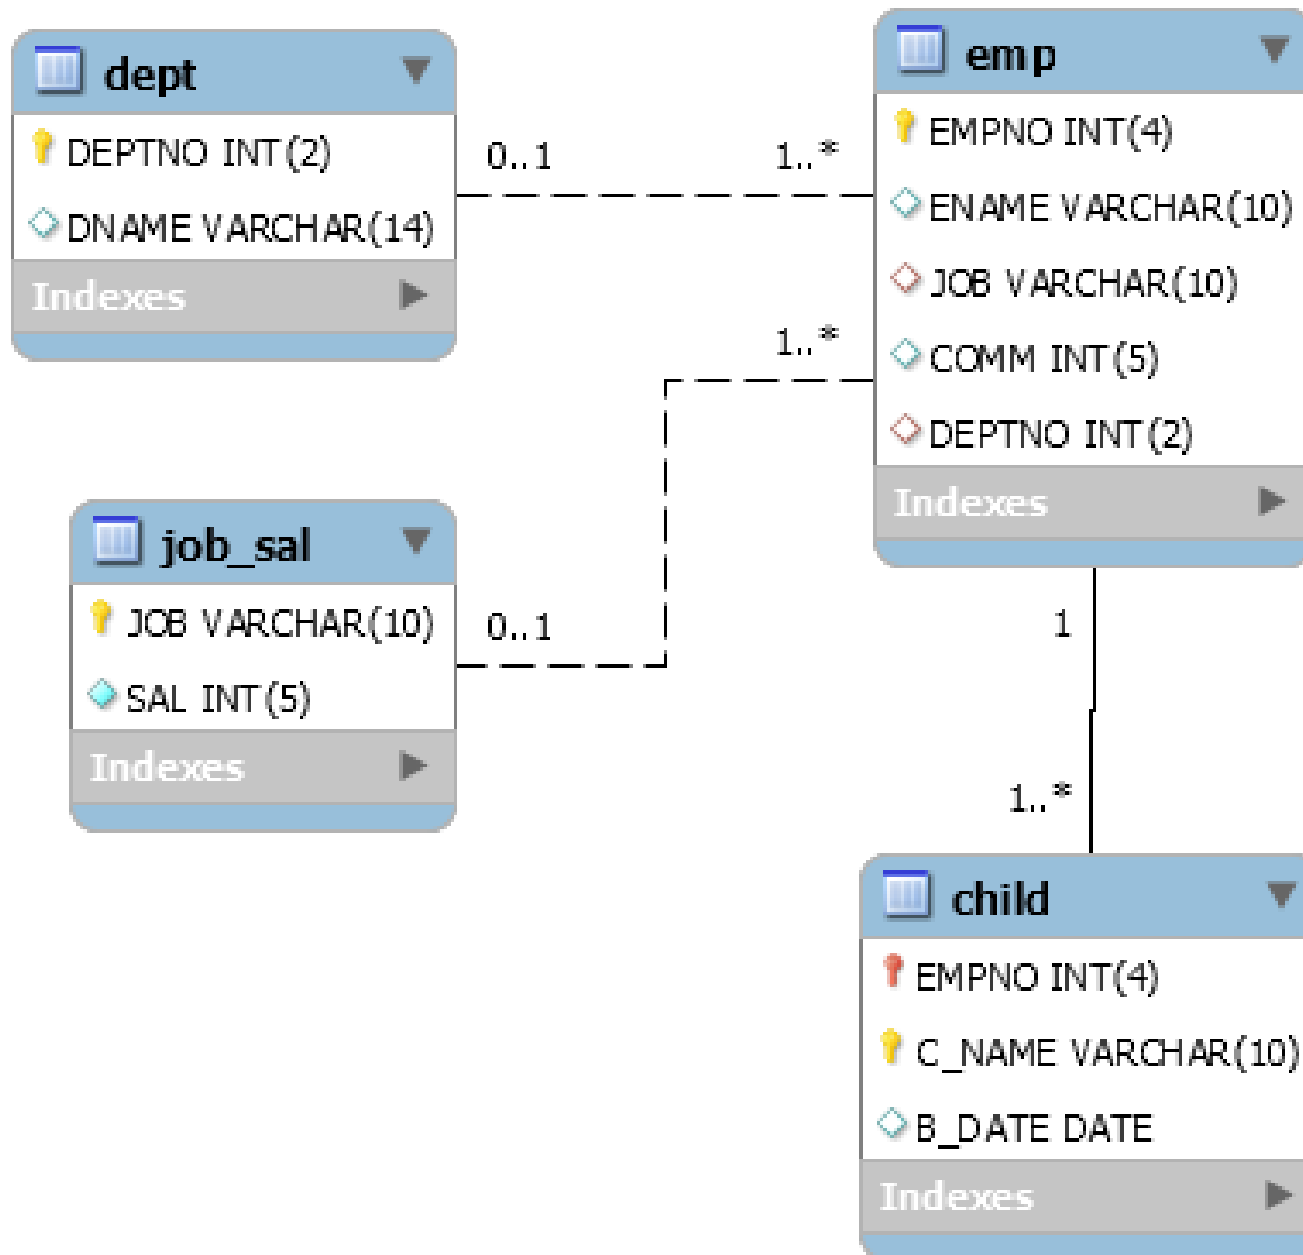 dept
DEPTNO INT(2)
DNAME VARCHAR(14)
Indexes
0..1
1..*
emp
EMPNO INT(4)
ENAME VARCHAR(10)
JOB VARCHAR(10)
COMM INT(5)
DEPTNO INT(2)
Indexes
1..*
job_sal
JOB VARCHAR(10)
SAL INT(5)
Indexes
0..1
1
1..*
child
EMPNO INT(4)
C_NAME VARCHAR(10)
B_DATE DATE
Indexes